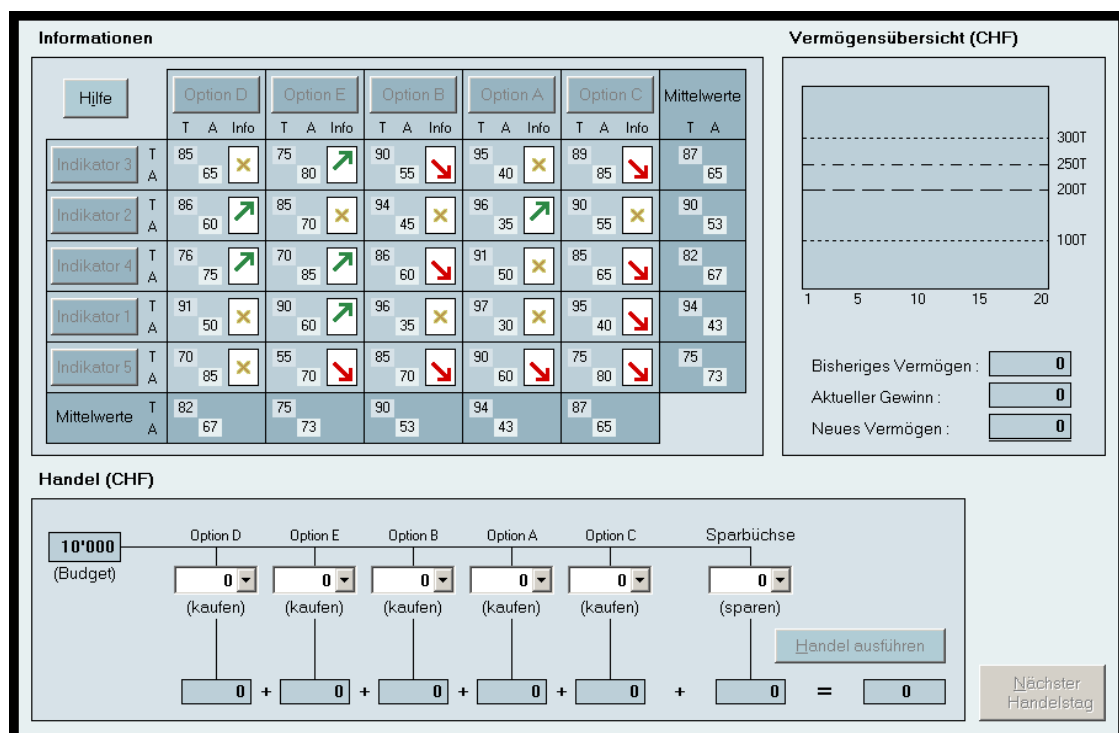 Informationen
Hilfe
Option D Option E Option B Option A Option C Mittelwerte
T A Info T A Info T A Info T A Info T A Info T A
Indikator 3 T 85 75 90 95 89 87
A 65 80 55 40 85 65
Indikator 2 T 86 85 94 96 90 90
A 60 70 45 35 55 53
Indikator 4 T 76 70 86 91 85 82
A 75 85 60 50 65 67
Indikator 1 T 91 90 96 97 95 94
A 50 60 35 30 40 43
Indikator 5 T 70 55 85 90 75 75
A 85 70 70 60 80 73
Mittelwerte T 82 75 90 94 87
A 67 73 53 43 65
Vermögensübersicht (CHF)
300T
250T
200T
100T
1 5 10 15 20
Bisheriges Vermögen : 0
Aktueller Gewinn : 0
Neues Vermögen : 0
Handel (CHF)
Option D Option E Option B Option A Option C Sparbüchse
10'000
(Budget)
0 0 0 0 0 0
(kaufen) (kaufen) (kaufen) (kaufen) (kaufen) (sparen)
Handel ausführen
0 + 0 + 0 + 0 + 0 + 0 = 0
Nächster
Handelstag